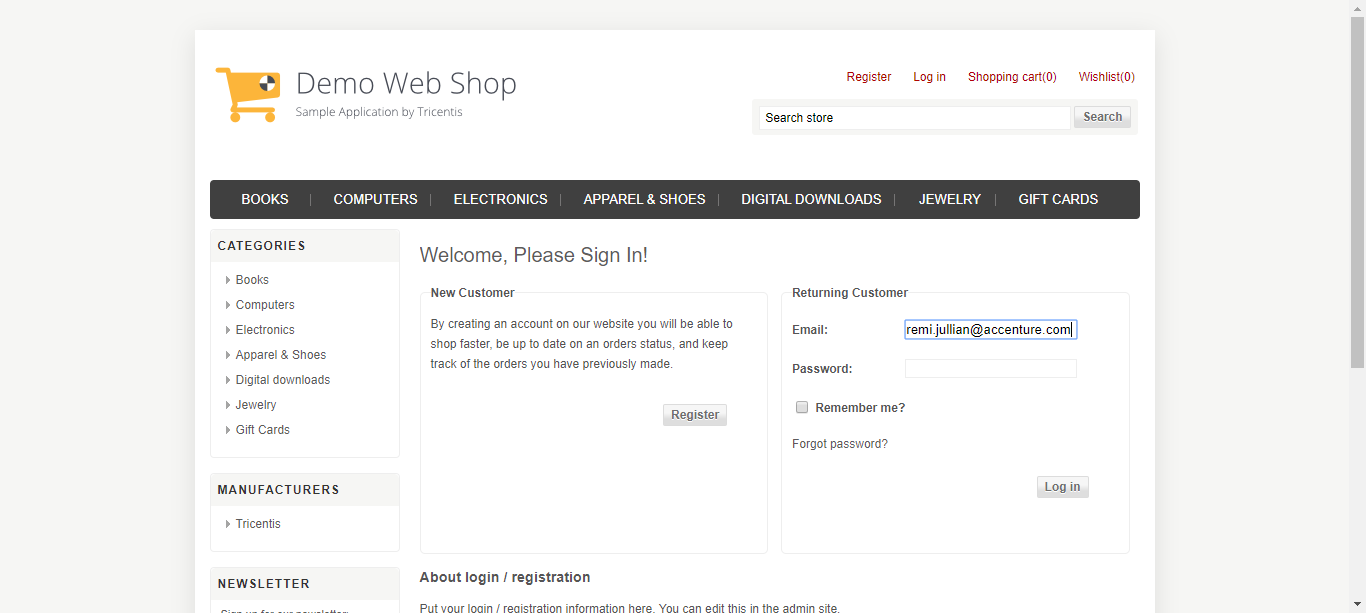 Demo Web Shop
Sample Application by Tricentis
Register Log in Shopping cart(0) Wishlist(0)
Search store Search
BOOKS COMPUTERS ELECTRONICS APPAREL & SHOES DIGITAL DOWNLOADS JEWELRY GIFT CARDS
CATEGORIES
Books
Computers
Electronics
Apparel & Shoes
Digital downloads
Jewelry
Gift Cards
MANUFACTURERS
Tricentis
NEWSLETTER
Sign up for our newsletter:
Welcome, Please Sign In!
New Customer
By creating an account on our website you will be able to
shop faster, be up to date on an orders status, and keep
track of the orders you have previously made.
Register
Returning Customer
Email: remi.jullian@accenture.com
Password:
Remember me?
Forgot password?
Log in
About login / registration
Put your login / registration information here. You can edit this in the admin site.